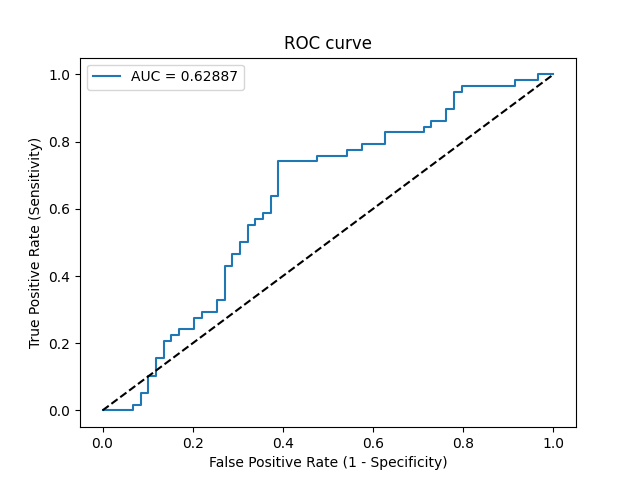 ROC curve
AUC = 0.62887
True Positive Rate (Sensitivity)
1.0
0.8
0.6
0.4
0.2
0.0
0.0 0.2 0.4 0.6 0.8 1.0
False Positive Rate (1 - Specificity)